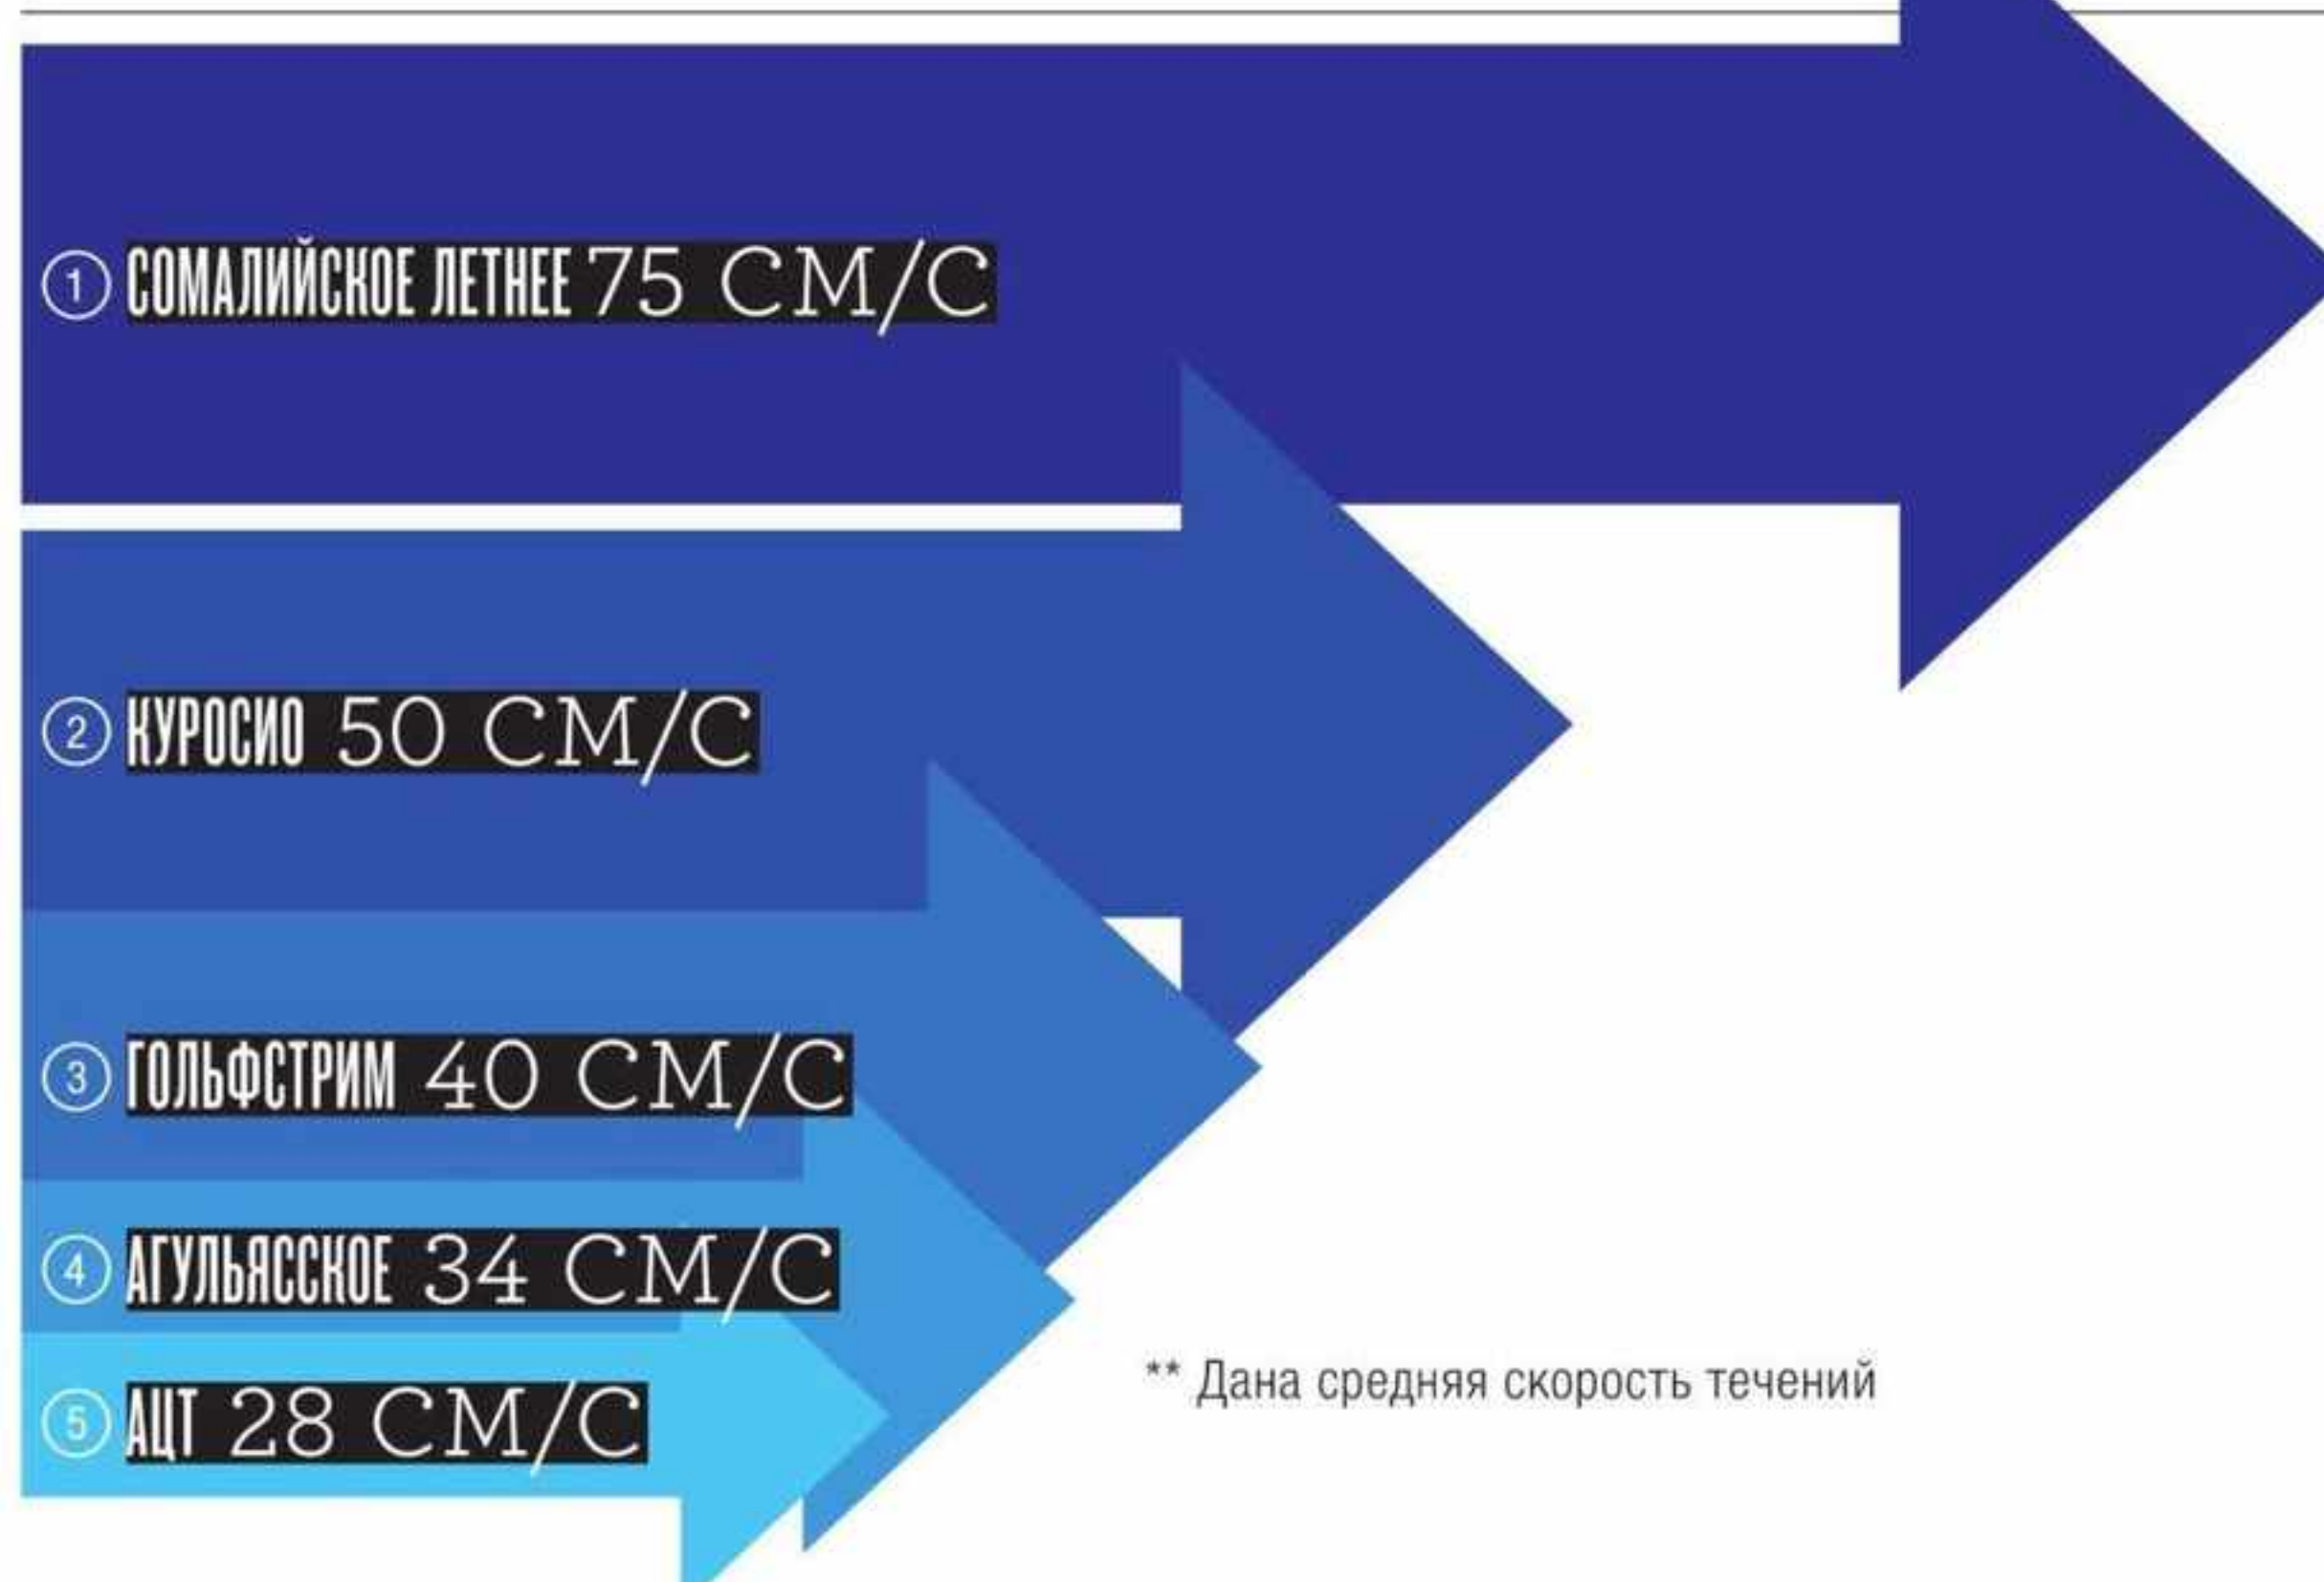 1 СОМАЛИЙСКОЕ ЛЕТНЕЕ 75 СМ/С
2 КУРОСИО 50 СМ/С
3 ГОЛЬФСТРИМ 40 СМ/С
4 АГУЛЬЯССКОЕ 34 СМ/С
** Дана средняя скорость течений
5 АЦТ 28 СМ/С